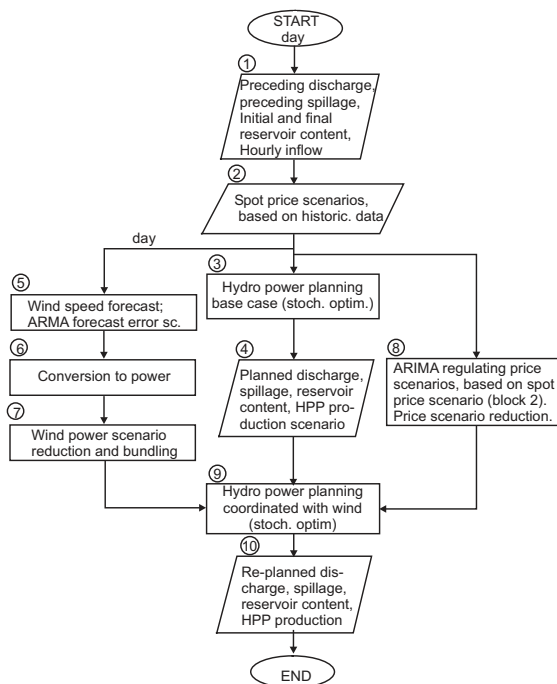 START
day
1
Preceding discharge,
preceding spillage,
Initial and final
reservoir content,
Hourly inflow
2
Spot price scenarios,
based on historic. data
day
3
Hydro power planning
base case (stoch. optim.)
5
Wind speed forecast;
ARMA forecast error sc.
4
Planned discharge,
spillage, reservoir
content, HPP pro-
duction scenario
6
Conversion to power
7
Wind power scenario
reduction and bundling
8
ARIMA regulating price
scenarios, based on spot
price scenario (block 2).
Price scenario reduction.
9
Hydro power planning
coordinated with wind
(stoch. optim)
10
Re-planned dis-
charge, spillage,
reservoir content,
HPP production
END